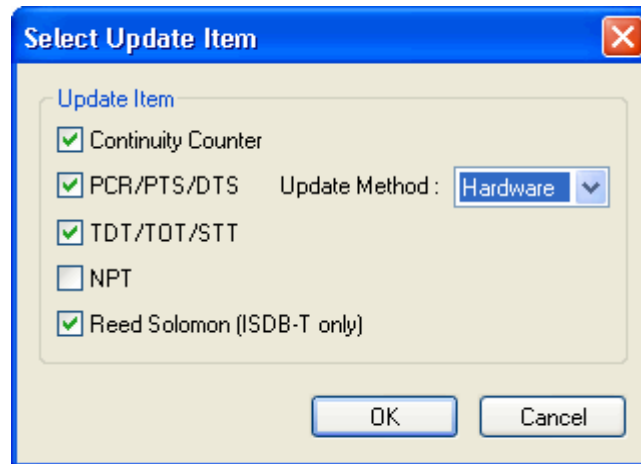 Select Update Item
Update Item
Continuity Counter
PCR/PTS/DTS Update Method : Hardware
TDT/TOT/STT
NPT
Reed Solomon (ISDB-T only)
OK Cancel